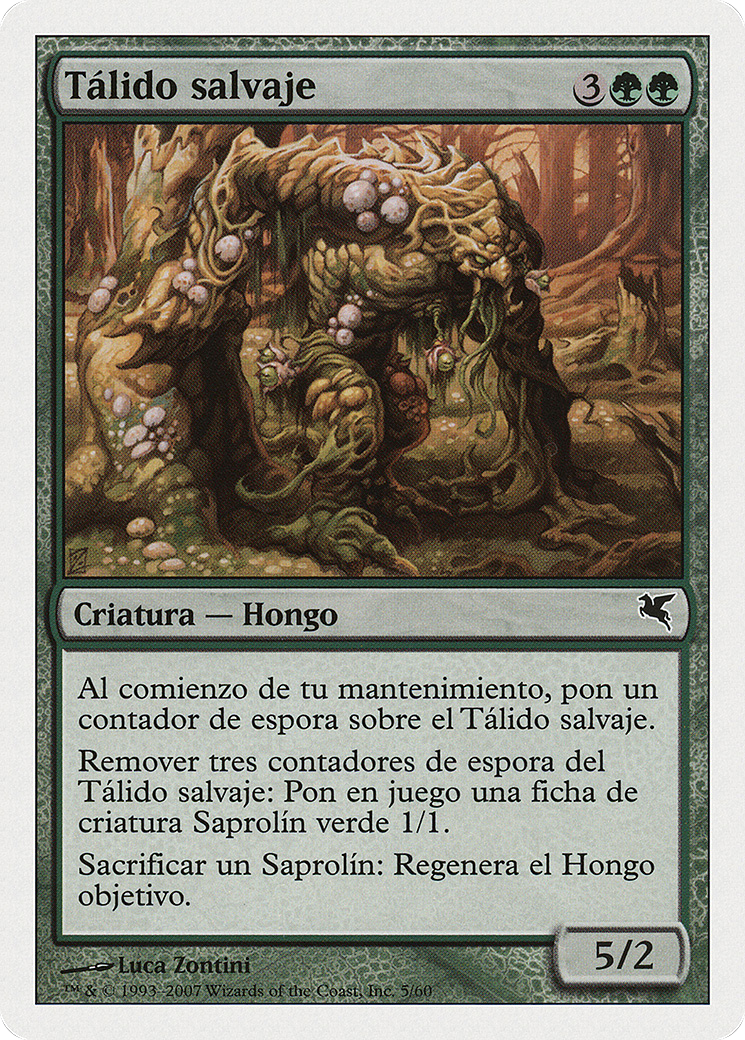 Tálido salvaje 3
Criatura — Hongo
Al comienzo de tu mantenimiento, pon un
contador de espora sobre el Tálido salvaje.
Remover tres contadores de espora del
Tálido salvaje: Pon en juego una ficha de
criatura Saprolín verde 1/1.
Sacrificar un Saprolín: Regenera el Hongo
objetivo.
5/2
Luca Zontini
™ & © 1993–2007 Wizards of the Coast, Inc. 5/60